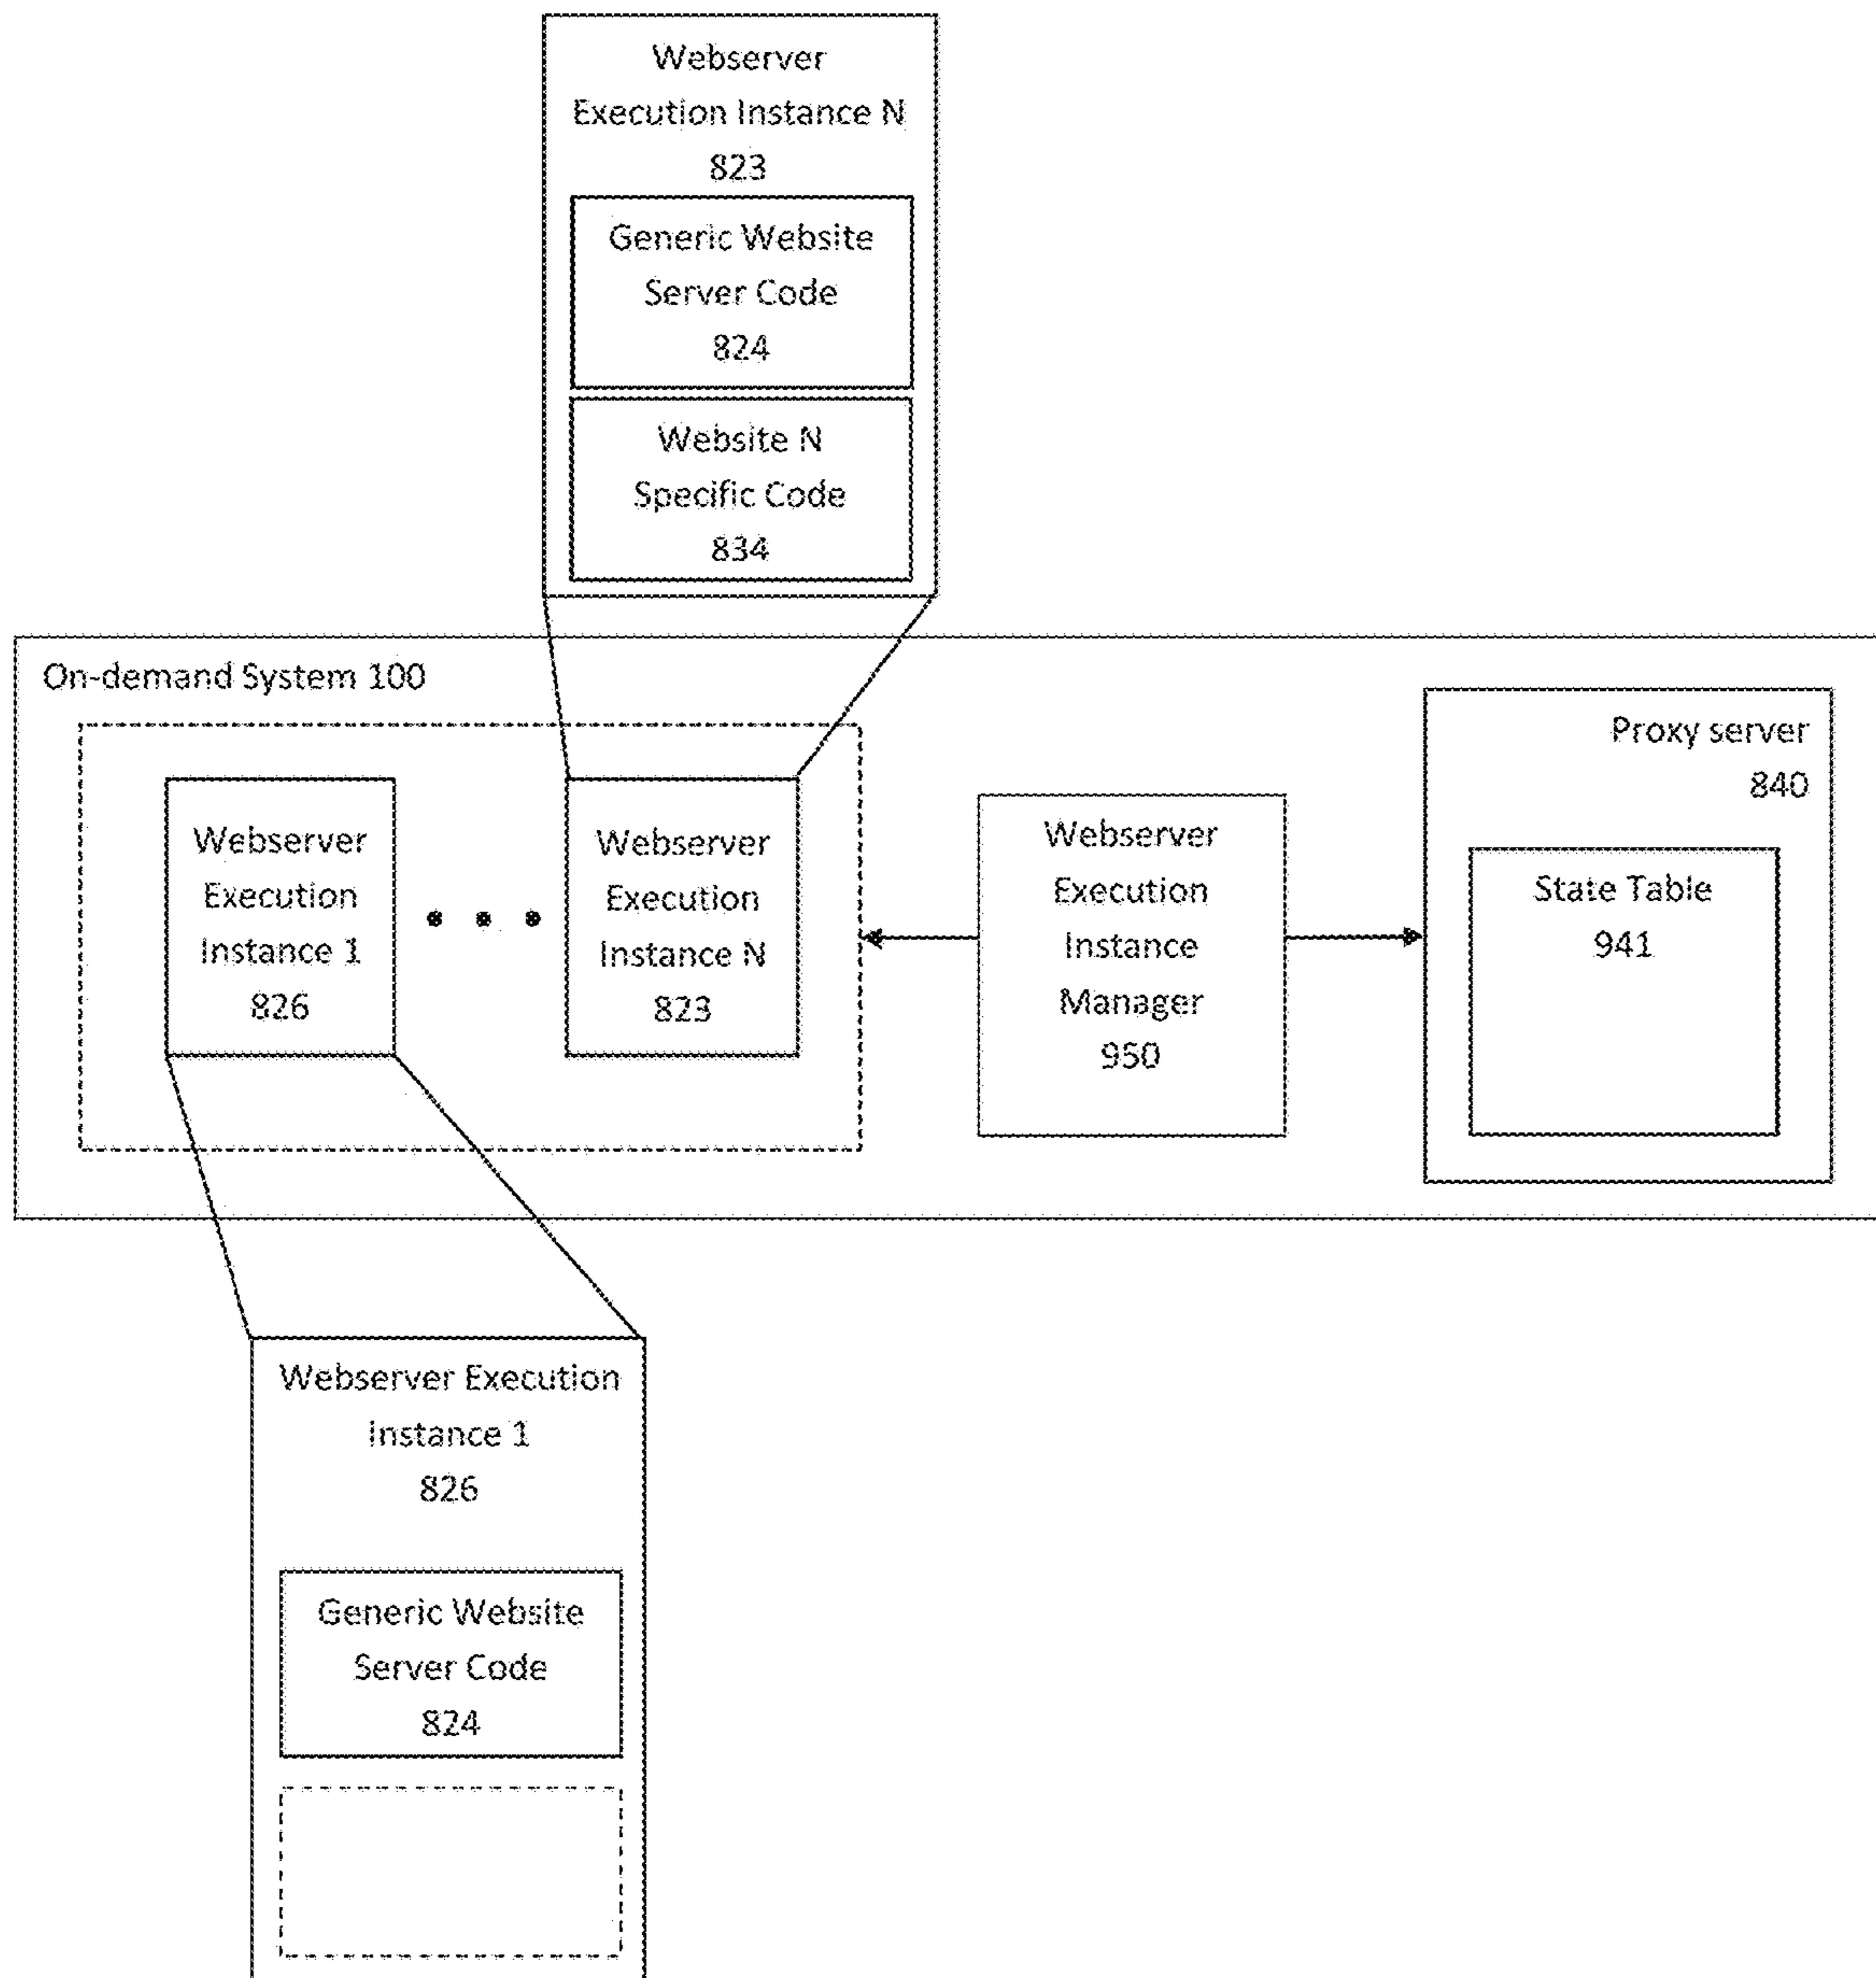 Webserver
Execution Instance N
823
Generic Website
Server Code
824
Website N
Specific Code
834
On-demand System 100
Webserver
Execution
Instance 1
826
Webserver
Execution
Instance N
823
Webserver
Execution
Instance
Manager
950
Proxy server
840
State Table
941
Webserver Execution
Instance 1
826
Generic Website
Server Code
824